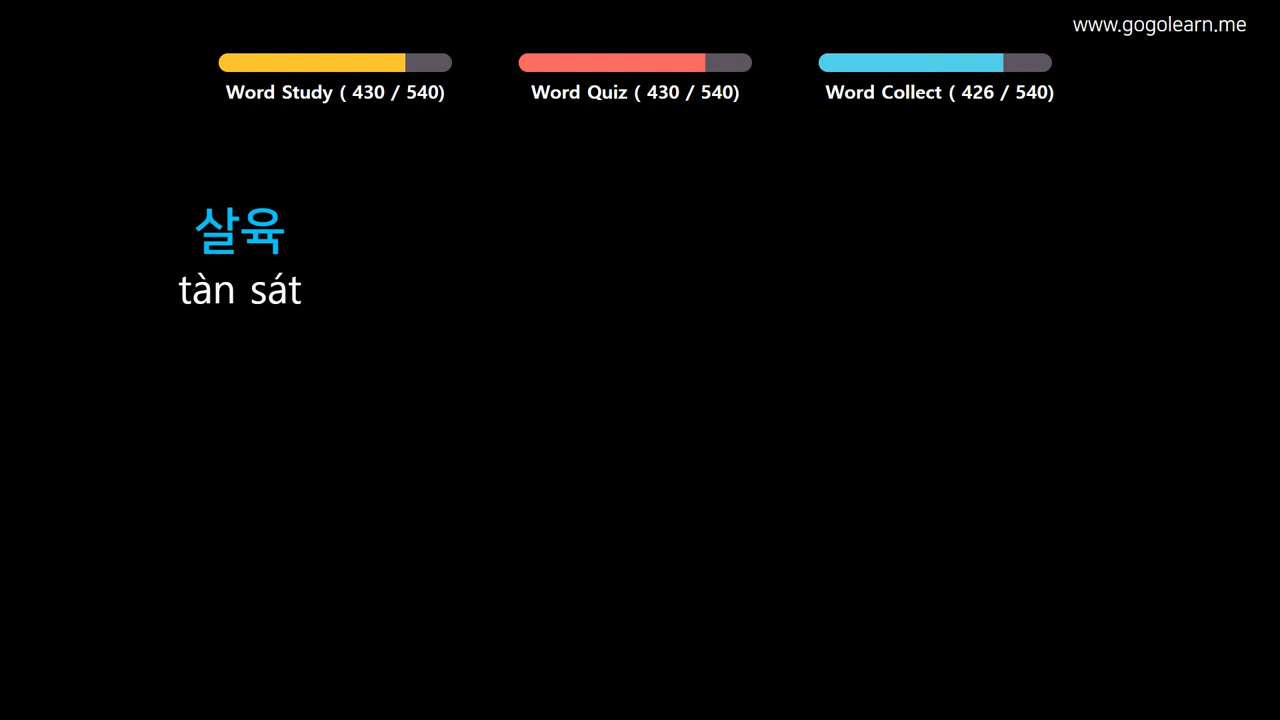 www.gogolearn.me
Word Study ( 430 / 540)
Word Quiz ( 430 / 540)
Word Collect ( 426 / 540)
살육
tàn sát